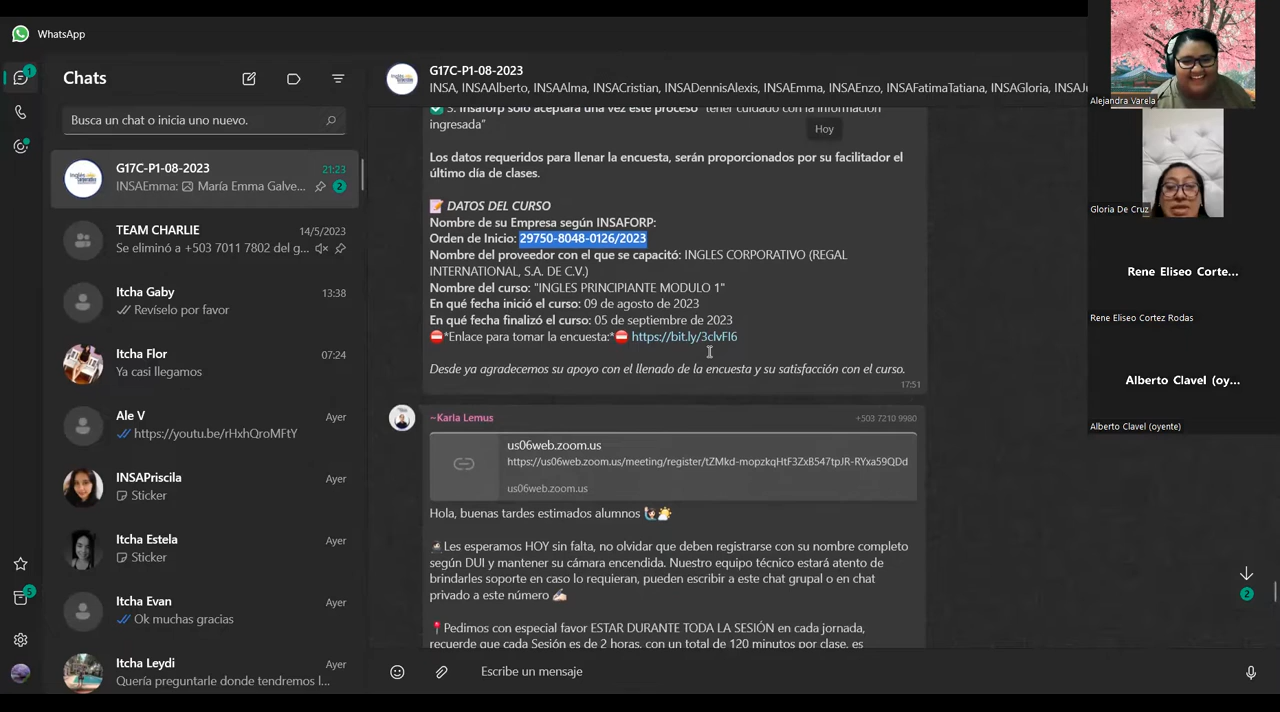 WhatsApp
Chats
Busca un chat o inicia uno nuevo.
G17C-P1-08-2023 21:23
INSAEmma: María Emma Galve... 2
TEAM CHARLIE 14/5/2023
Se eliminó a +503 7011 7802 del g...
Itcha Gaby 13:38
Revíselo por favor
Itcha Flor 07:24
Ya casi llegamos
Ale V Ayer
https://youtu.be/rHxhQroMFtY
INSAPriscila Ayer
Sticker
Itcha Estela Ayer
Sticker
Itcha Evan Ayer
Ok muchas gracias
Itcha Leydi Ayer
Quería preguntarle donde tendremos l...
1
5
G17C-P1-08-2023
INSA, INSAAlberto, INSAAlma, INSACristian, INSADennisAlexis, INSAEmma, INSAEnzo, INSAFatimaTatiana, INSAGloria, INSAJu
3. Insaforp solo aceptará una vez este proceso "tener cuidado con la información
ingresada"
Hoy
Los datos requeridos para llenar la encuesta, serán proporcionados por su facilitador el
último día de clases.
📝 DATOS DEL CURSO
Nombre de su Empresa según INSAFORP:
Orden de Inicio: 29750-8048-0126/2023
Nombre del proveedor con el que se capacitó: INGLES CORPORATIVO (REGAL
INTERNATIONAL, S.A. DE C.V.)
Nombre del curso: "INGLES PRINCIPIANTE MODULO 1"
En qué fecha inició el curso: 09 de agosto de 2023
En qué fecha finalizó el curso: 05 de septiembre de 2023
⛔*Enlace para tomar la encuesta:*⛔ https://bit.ly/3clvFI6
Desde ya agradecemos su apoyo con el llenado de la encuesta y su satisfacción con el curso.
17:51
~Karla Lemus +503 7210 9980
us06web.zoom.us
https://us06web.zoom.us/meeting/register/tZMkd-mopzkqHtF3ZxB547tpJR-RYxa59QDd
us06web.zoom.us
Hola, buenas tardes estimados alumnos
Les esperamos HOY sin falta, no olvidar que deben registrarse con su nombre completo
según DUI y mantener su cámara encendida. Nuestro equipo técnico estará atento de
brindarles soporte en caso lo requieran, pueden escribir a este chat grupal o en chat
privado a este número
📍Pedimos con especial favor ESTAR DURANTE TODA LA SESIÓN en cada jornada,
recuerde que cada Sesión es de 2 horas, con un total de 120 minutos por clase, es
2
Escribe un mensaje
Alejandra Varela
Gloria De Cruz
Rene Eliseo Corte...
Rene Eliseo Cortez Rodas
Alberto Clavel (oy...
Alberto Clavel (oyente)